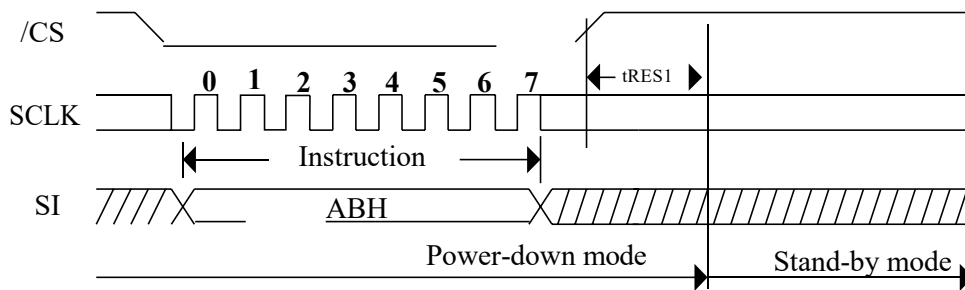 /CS
tRES1
0 1 2 3 4 5 6 7
SCLK
Instruction
SI
ABH
Power-down mode
Stand-by mode